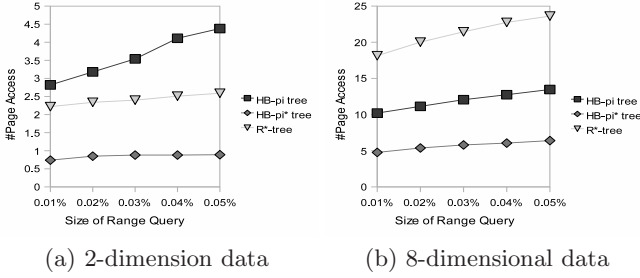 5
4.5
4
3.5
3
2.5
2
1.5
1
0.5
0
#Page Access
0.01% 0.02% 0.03% 0.04% 0.05%
Size of Range Query
HB-pi tree
HB-pi* tree
R*-tree
(a) 2-dimension data
25
20
15
10
5
0
#Page Access
0.01% 0.02% 0.03% 0.04% 0.05%
Size of Range Query
HB-pi tree
HB-pi* tree
R*-tree
(b) 8-dimensional data